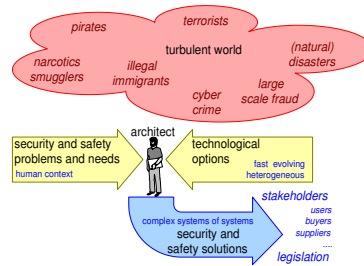 terrorists
pirates
turbulent world
(natural)
disasters
narcotics
smugglers
illegal
immigrants
cyber
crime
large
scale fraud
architect
security and safety
problems and needs
human context
technological
options
fast evolving
heterogeneous
stakeholders
users
buyers
suppliers
....
legislation
complex systems of systems
security and
safety solutions